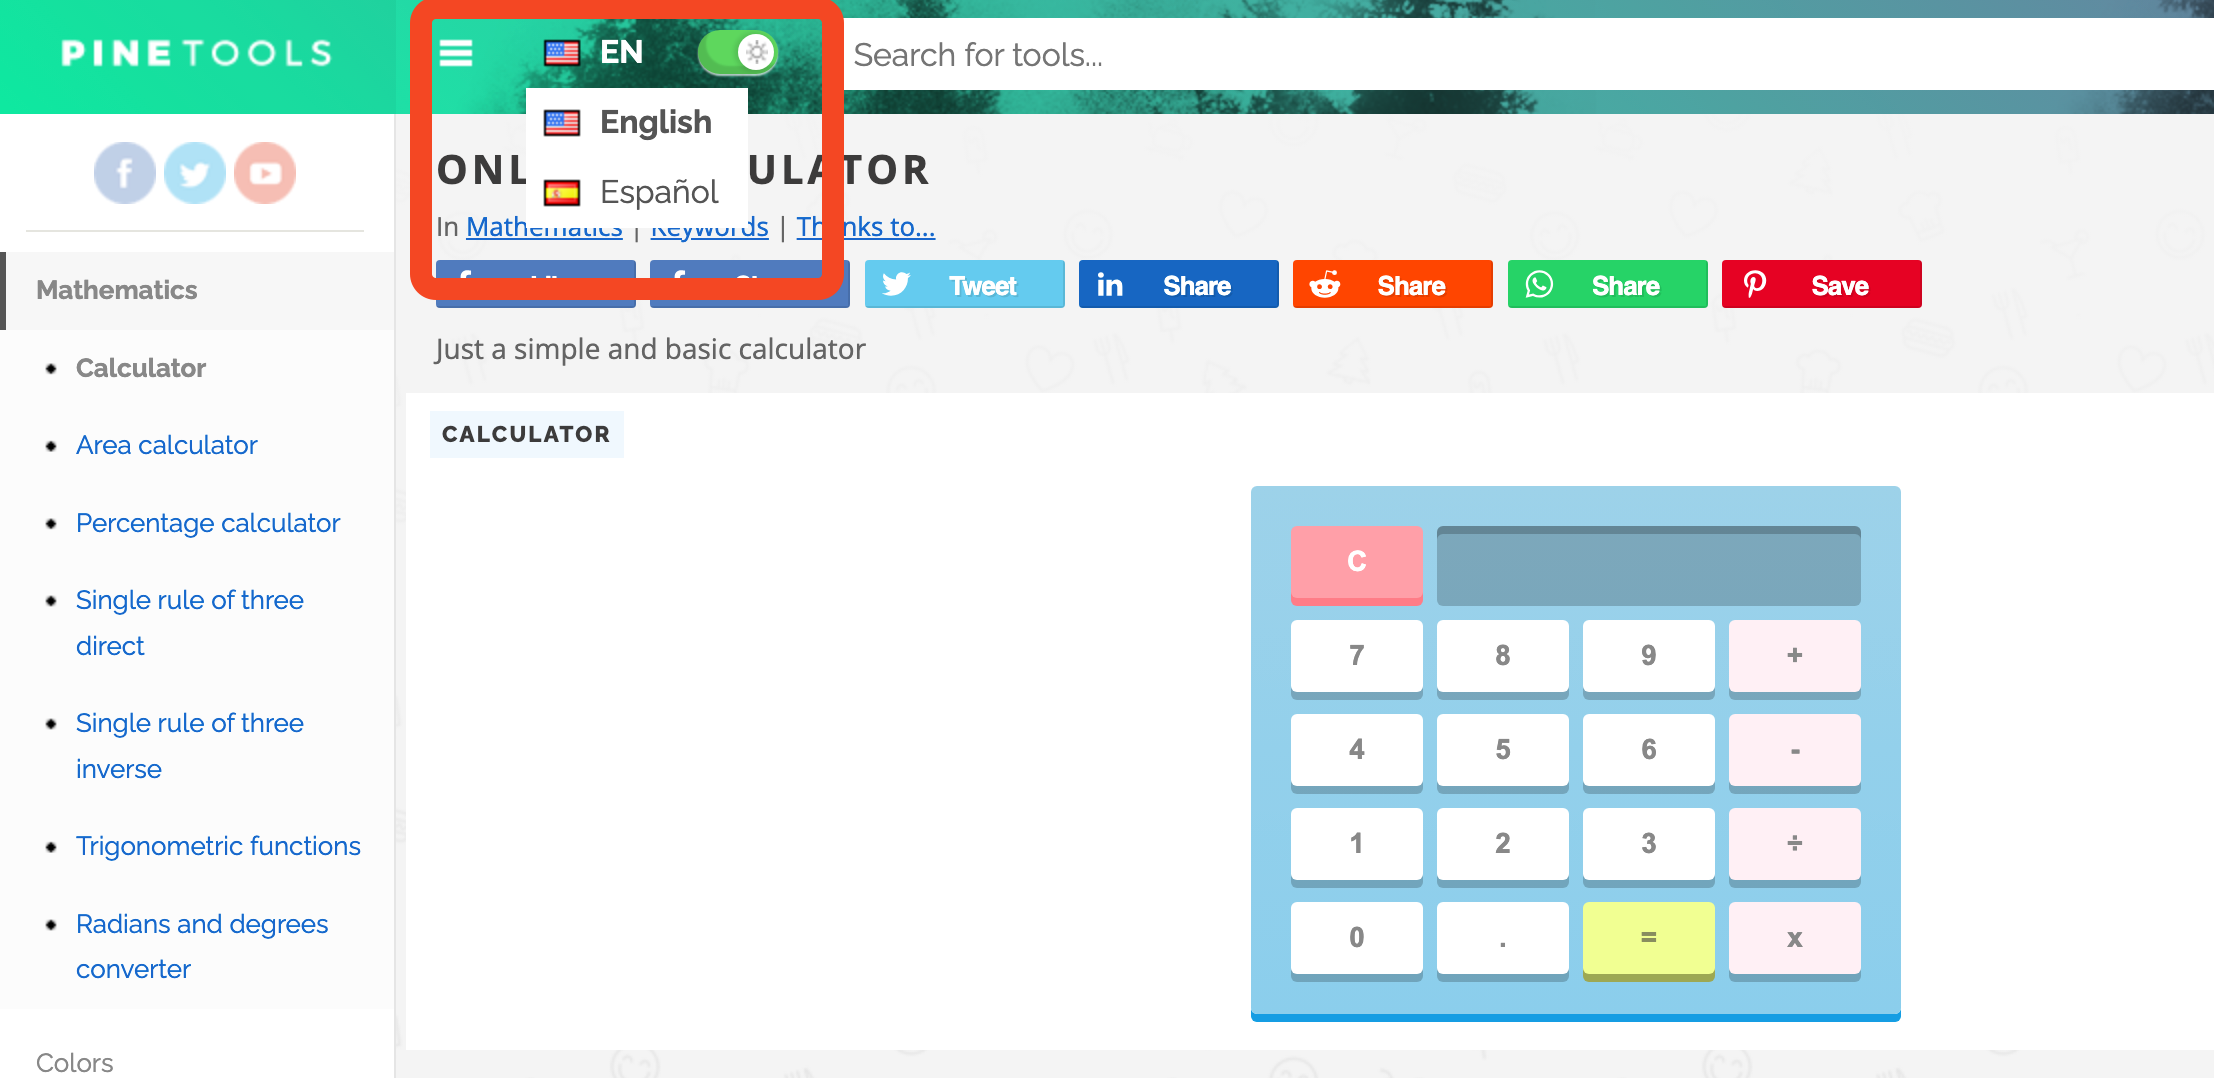 PINETOOLS
EN
Search for tools...
English
Español
ULATOR
In Mathematics | Keywords | Thanks to...
Tweet
Share
Share
Share
Save
Just a simple and basic calculator
Mathematics
Calculator
Area calculator
Percentage calculator
Single rule of three
direct
Single rule of three
inverse
Trigonometric functions
Radians and degrees
converter
Colors
CALCULATOR
C
7 8 9 +
4 5 6 -
1 2 3 ÷
0 . = x